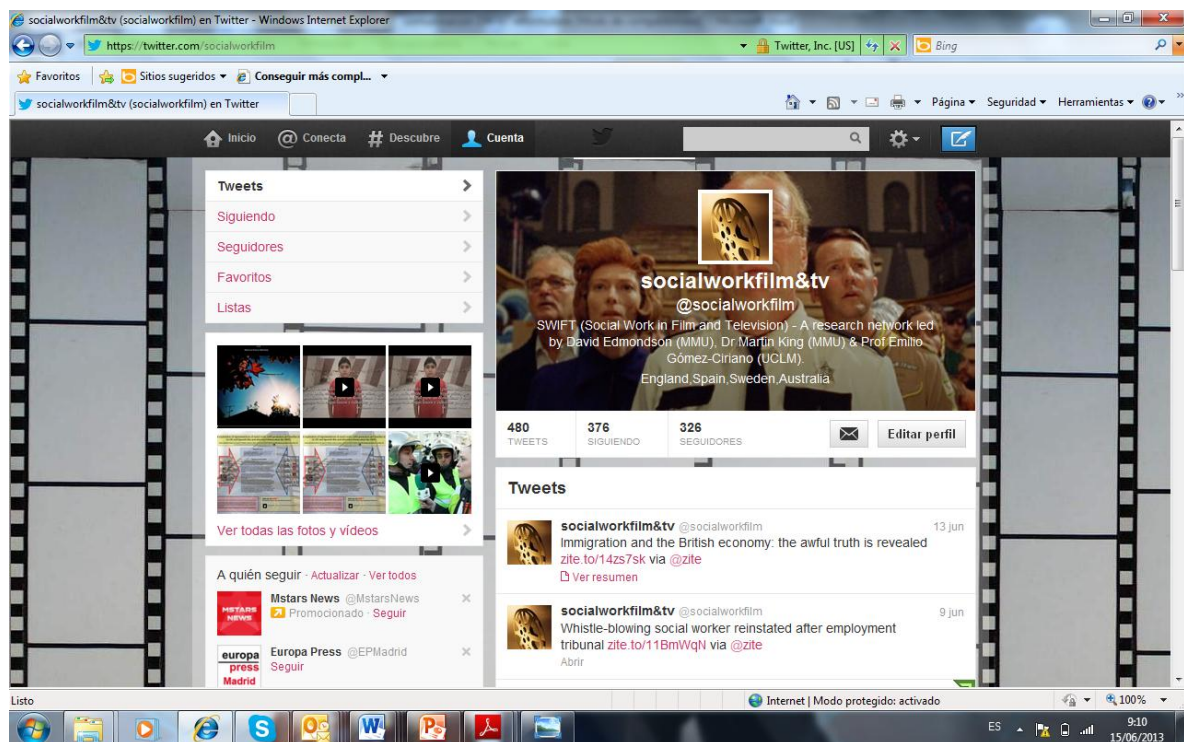 socialworkfilm&tv (socialworkfilm) en Twitter - Windows Internet Explorer
https://twitter.com/socialworkfilm
Twitter, Inc. [US]
Bing
Favoritos
Sitios sugeridos
Conseguir más compl...
socialworkfilm&tv (socialworkfilm) en Twitter
Página
Seguridad
Herramientas
Inicio
Conecta
# Descubre
Cuenta
Tweets
Siguiendo
Seguidores
Favoritos
Listas
socialworkfilm&tv
@socialworkfilm
SWIFT (Social Work in Film and Television) - A research network led
by David Edmondson (MMU), Dr Martin King (MMU) & Prof Emilio
Gómez-Ciriano (UCLM).
England,Spain,Sweden,Australia
480
TWEETS
376
SIGUIENDO
326
SEGUIDORES
Editar perfil
Ver todas las fotos y vídeos
A quién seguir · Actualizar · Ver todos
MSTARS
NEWS
Mstars News @MstarsNews
Promocionado · Seguir
europa
press
Madrid
Europa Press @EPMadrid
Seguir
Tweets
socialworkfilm&tv @socialworkfilm 13 jun
Immigration and the British economy: the awful truth is revealed
zite.to/14zs7sk via @zite
Ver resumen
socialworkfilm&tv @socialworkfilm 9 jun
Whistle-blowing social worker reinstated after employment
tribunal zite.to/11BmWqN via @zite
Abrir
Listo
Internet | Modo protegido: activado
100%
ES
9:10
15/06/2013